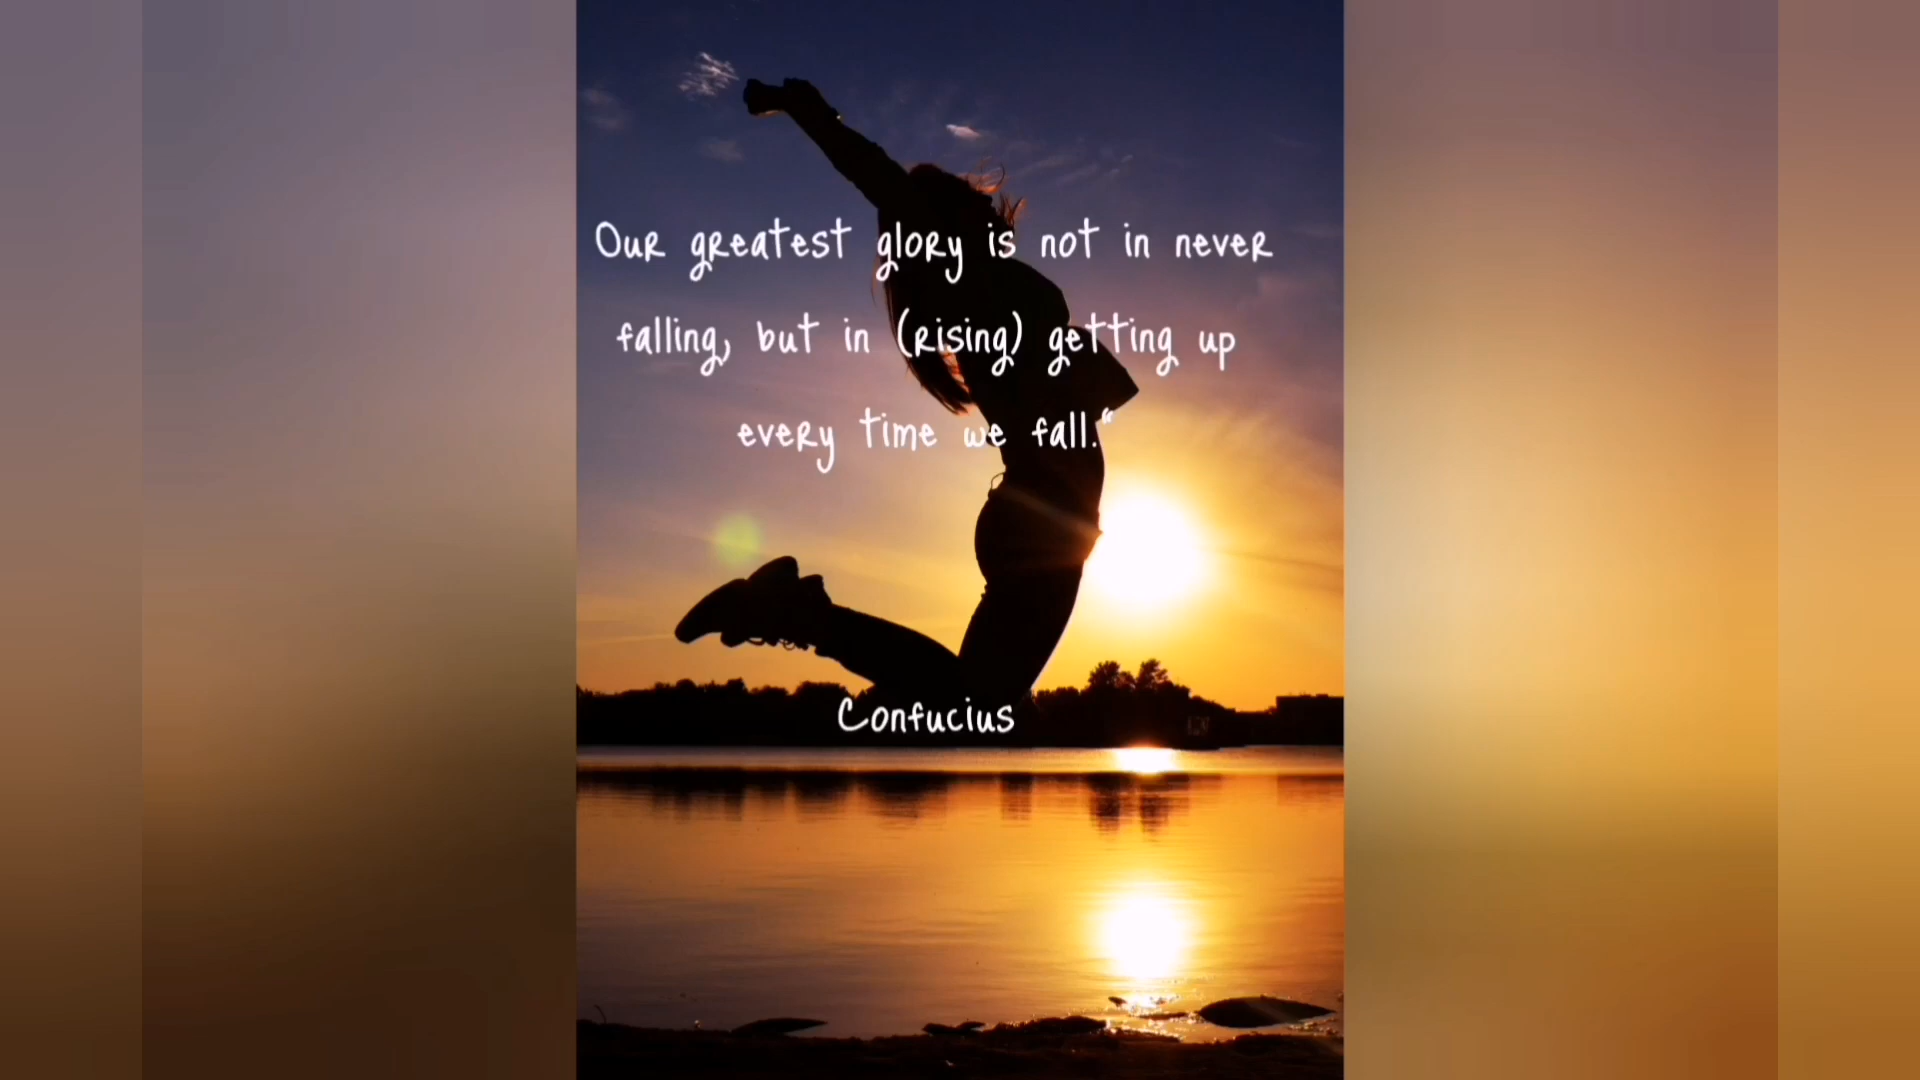 Our greatest glory is not in never
falling, but in (rising) getting up
every time we fall.“
Confucius